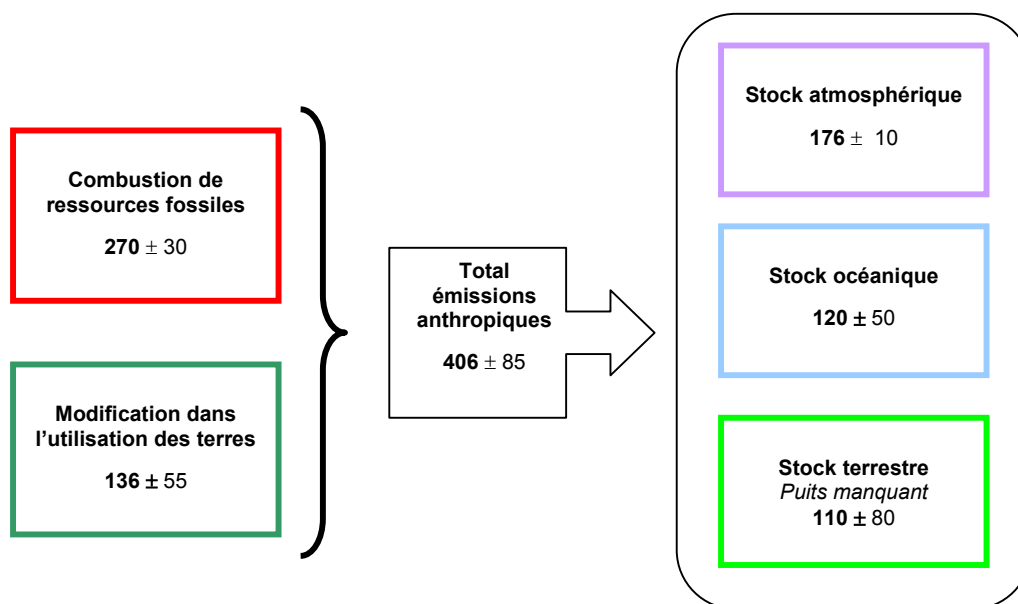 Combustion de
ressources fossiles
270 ± 30
Modification dans
l'utilisation des terres
136 ± 55
Total
émissions
anthropiques
406 ± 85
Stock atmosphérique
176 ± 10
Stock océanique
120 ± 50
Stock terrestre
Puits manquant
110 ± 80